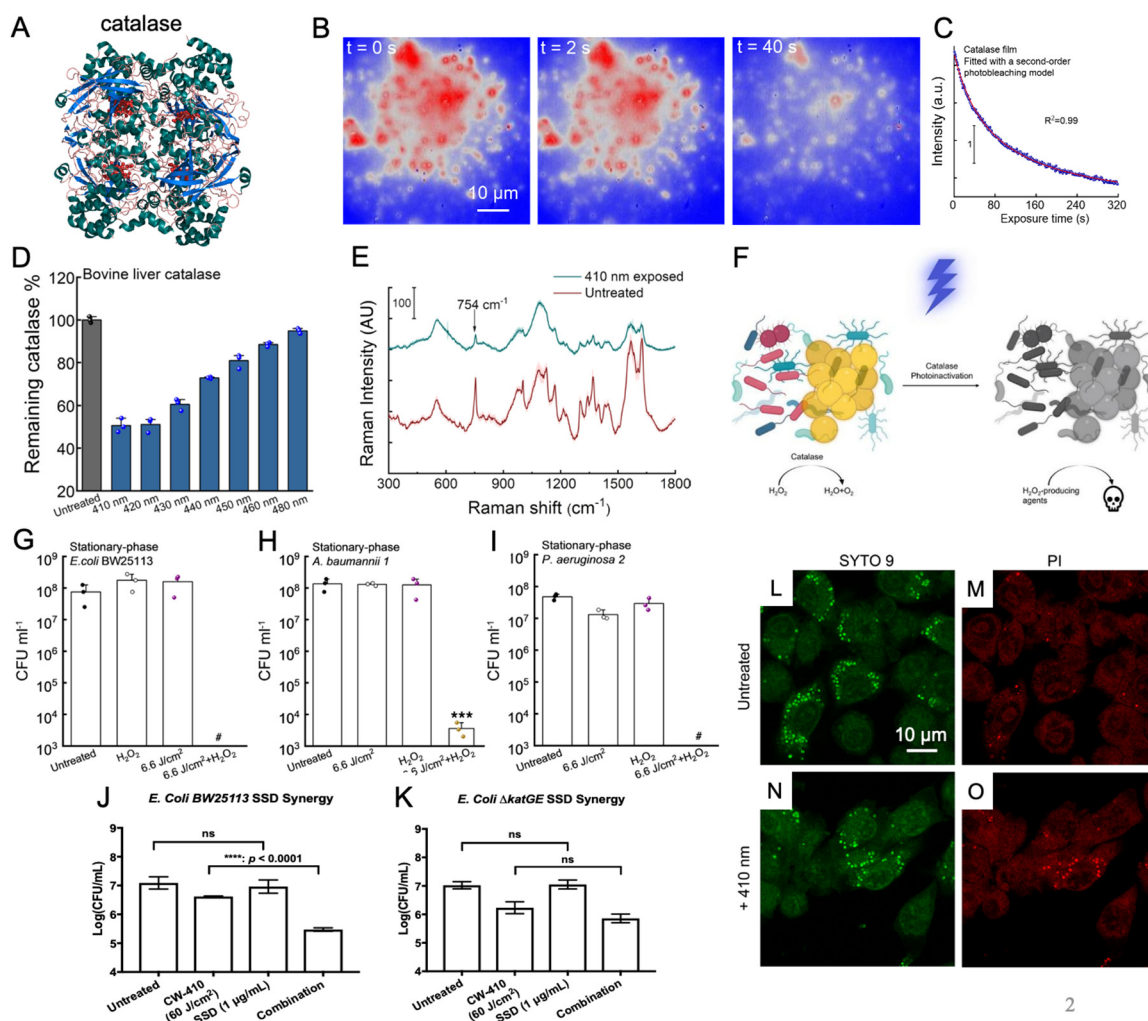 A
catalase
B
t = 0 s
t = 2 s
t = 40 s
10 µm
C
Catalase film
Fitted with a second-order
photobleaching model
R²=0.99
1
Intensity (a.u.)
0 80 160 240 320
Exposure time (s)
D
Bovine liver catalase
Remaining catalase %
120
100
80
60
40
20
Untreated
410 nm
420 nm
430 nm
440 nm
450 nm
460 nm
480 nm
E
410 nm exposed
Untreated
100
754 cm⁻¹
Raman Intensity (AU)
300 600 900 1200 1500 1800
Raman shift (cm⁻¹)
F
Catalase
Photoinactivation
Catalase
H₂O₂
H₂O+O₂
H₂O₂-producing
agents
G
Stationary-phase
E.coli BW25113
CFU ml⁻¹
10⁹
10⁸
10⁷
10⁶
10⁵
10⁴
10³
#
Untreated
H₂O₂
6.6 J/cm²
6.6 J/cm²+H₂O₂
H
Stationary-phase
A. baumannii 1
CFU ml⁻¹
10⁹
10⁸
10⁷
10⁶
10⁵
10⁴
10³
***
Untreated
6.6 J/cm²
H₂O₂
6.6 J/cm²+H₂O₂
I
Stationary-phase
P. aeruginosa 2
CFU ml⁻¹
10⁹
10⁸
10⁷
10⁶
10⁵
10⁴
10³
#
Untreated
6.6 J/cm²
H₂O₂
6.6 J/cm²+H₂O₂
J
E. Coli BW25113 SSD Synergy
ns
****: p < 0.0001
Log(CFU/mL)
9
8
7
6
5
4
Untreated
CW-410
(60 J/cm²)
SSD (1 µg/mL)
Combination
K
E. Coli ΔkatGE SSD Synergy
ns
ns
Log(CFU/mL)
9
8
7
6
5
4
Untreated
CW-410
(60 J/cm²)
SSD (1 µg/mL)
Combination
SYTO 9
PI
L
M
Untreated
10 µm
N
O
+ 410 nm
2